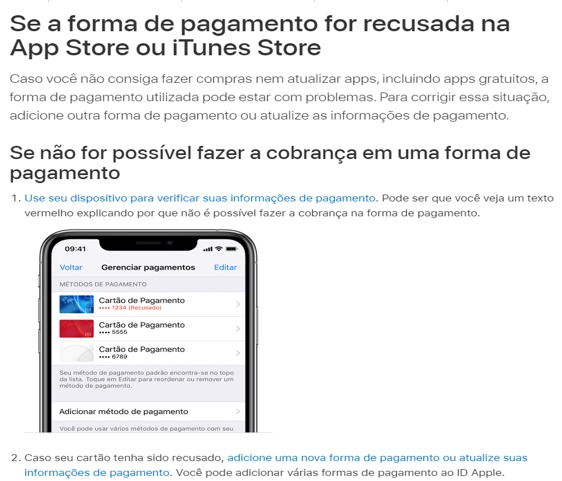 Se a forma de pagamento for recusada na
App Store ou iTunes Store
Caso você não consiga fazer compras nem atualizar apps, incluindo apps gratuitos, a
forma de pagamento utilizada pode estar com problemas. Para corrigir essa situação,
adicione outra forma de pagamento ou atualize as informações de pagamento.
Se não for possível fazer a cobrança em uma forma de
pagamento
1. Use seu dispositivo para verificar suas informações de pagamento. Pode ser que você veja um texto
vermelho explicando por que não é possível fazer a cobrança na forma de pagamento.
09:41
Voltar Gerenciar pagamentos Editar
MÉTODOS DE PAGAMENTO
Cartão de Pagamento
•••• 1234 (Recusado)
Cartão de Pagamento
•••• 5555
Cartão de Pagamento
•••• 6789
Seu método de pagamento padrão encontra-se no topo
da lista. Toque em Editar para reordenar ou remover um
método de pagamento.
Adicionar método de pagamento
Você pode usar vários métodos de pagamento com seu
2. Caso seu cartão tenha sido recusado, adicione uma nova forma de pagamento ou atualize suas
informações de pagamento. Você pode adicionar várias formas de pagamento ao ID Apple.